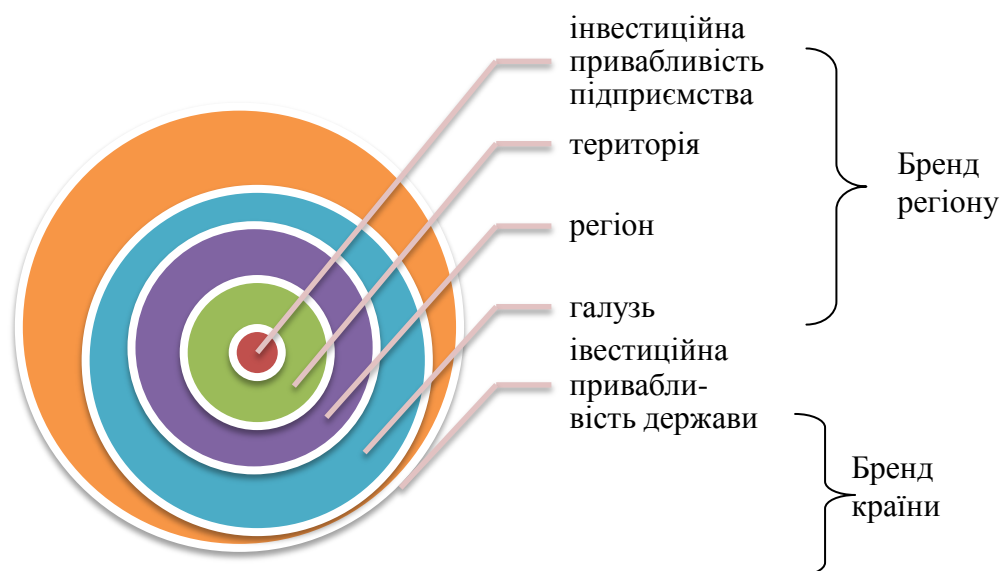 інвестиційна
привабливість
підприємства
територія
регіон
галузь
івестиційна
привабли-
вість держави
Бренд
регіону
Бренд
країни